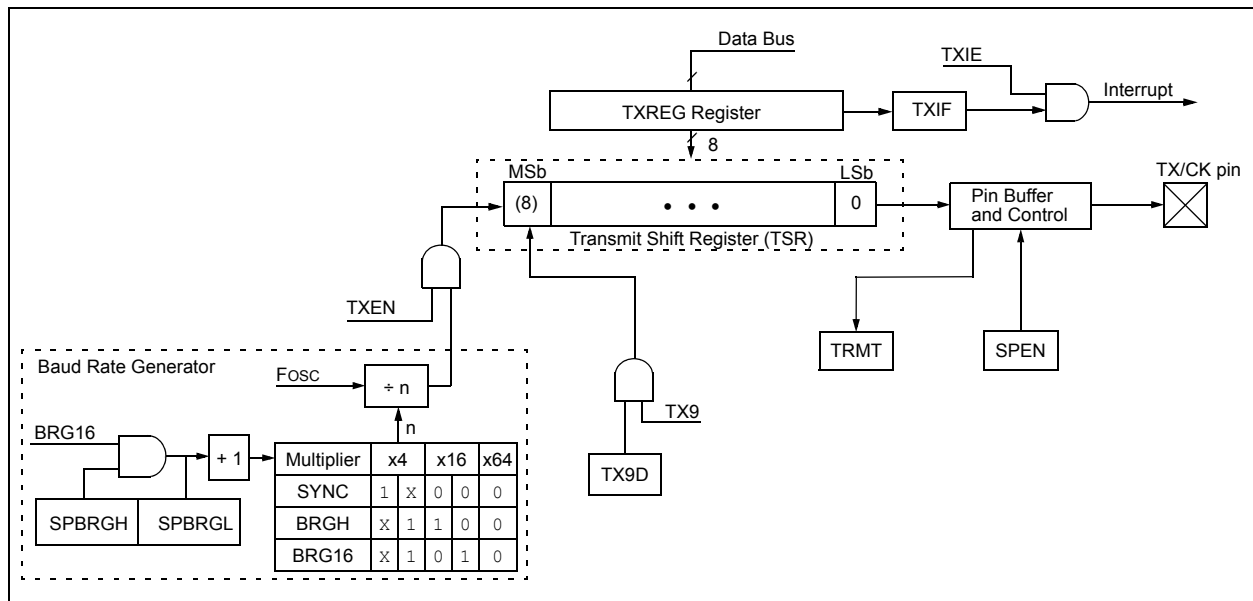 Data Bus
TXIE
Interrupt
TXREG Register
TXIF
8
MSb
LSb
TX/CK pin
(8)
• • •
0
Pin Buffer
and Control
Transmit Shift Register (TSR)
TXEN
TRMT
SPEN
Baud Rate Generator
FOSC
÷ n
TX9
BRG16
n
+ 1
Multiplier x4 x16 x64
TX9D
SYNC 1 X 0 0 0
SPBRGH SPBRGL
BRGH X 1 1 0 0
BRG16 X 1 0 1 0